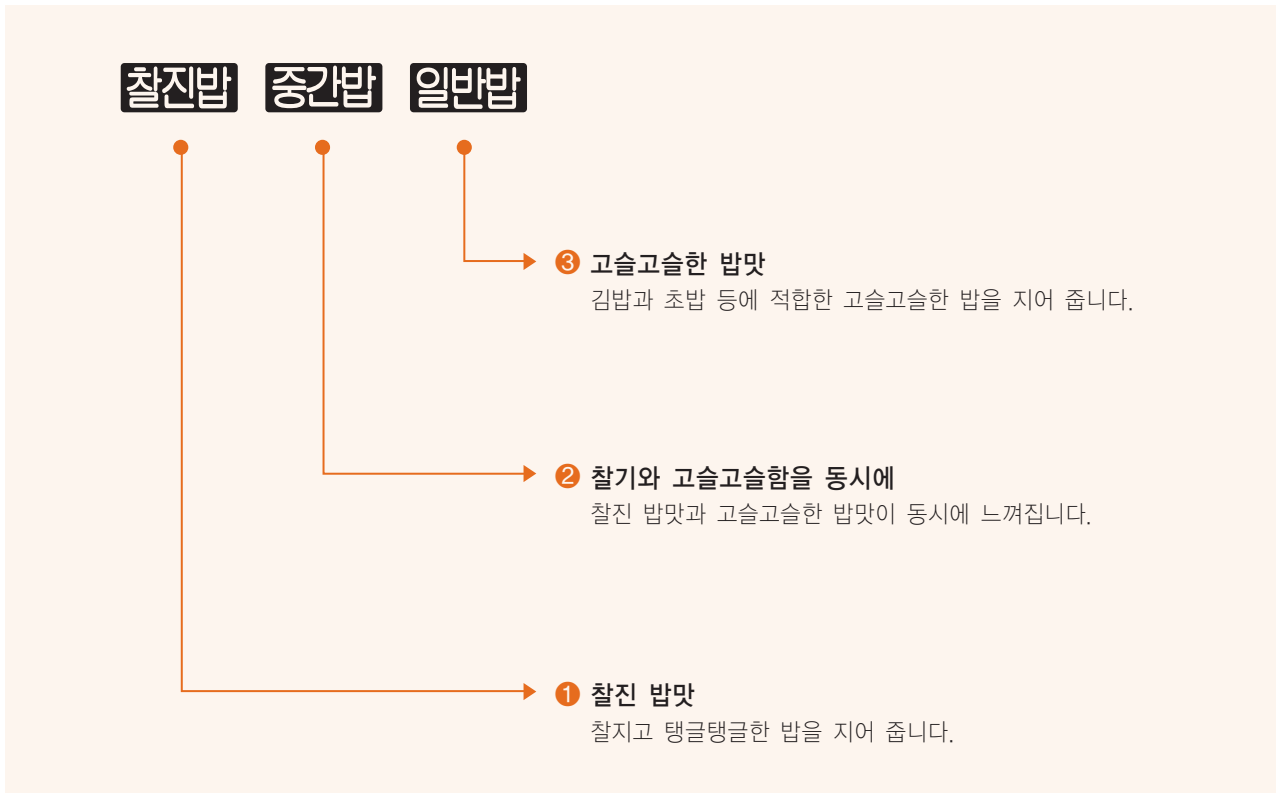 찰진밥 중간밥 일반밥
❸ 고슬고슬한 밥맛
김밥과 초밥 등에 적합한 고슬고슬한 밥을 지어 줍니다.
❷ 찰기와 고슬고슬함을 동시에
찰진 밥맛과 고슬고슬한 밥맛이 동시에 느껴집니다.
❶ 찰진 밥맛
찰지고 탱글탱글한 밥을 지어 줍니다.